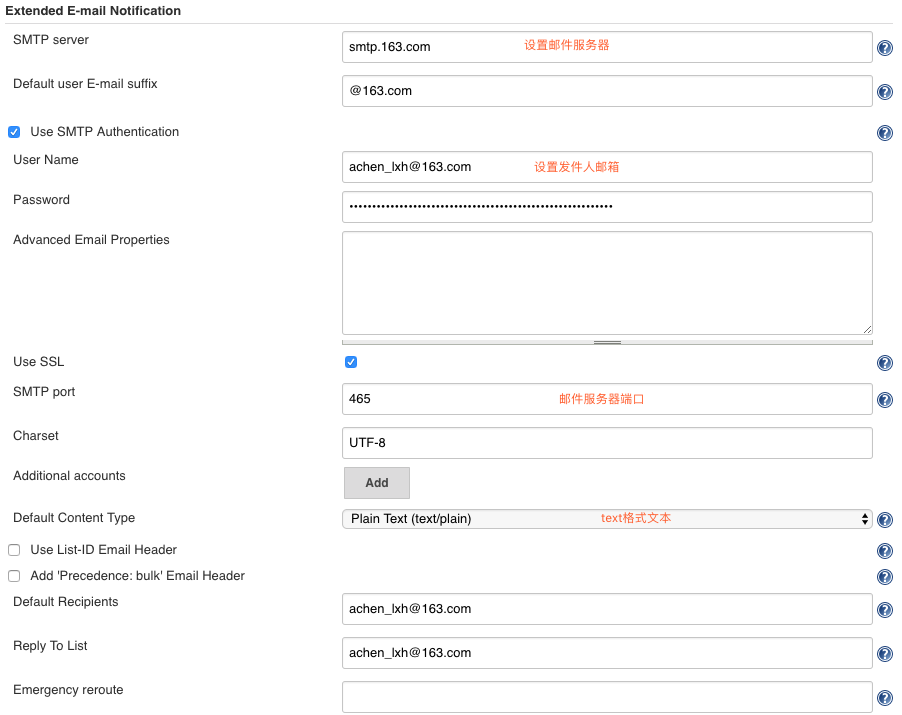 Extended E-mail Notification
SMTP server
smtp.163.com 设置邮件服务器
Default user E-mail suffix
@163.com
Use SMTP Authentication
User Name
achen_lxh@163.com 设置发件人邮箱
Password
Advanced Email Properties
Use SSL
SMTP port
465 邮件服务器端口
Charset
UTF-8
Additional accounts
Add
Default Content Type
Plain Text (text/plain) text格式文本
Use List-ID Email Header
Add 'Precedence: bulk' Email Header
Default Recipients
achen_lxh@163.com
Reply To List
achen_lxh@163.com
Emergency reroute